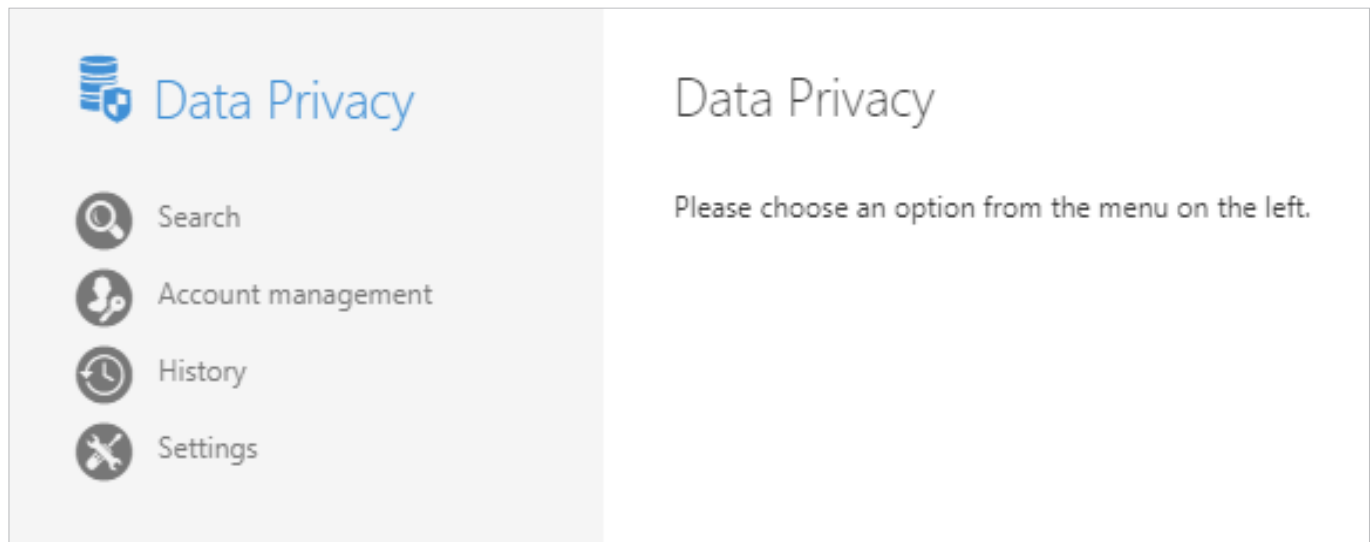 Data Privacy
Search
Account management
History
Settings
Data Privacy
Please choose an option from the menu on the left.